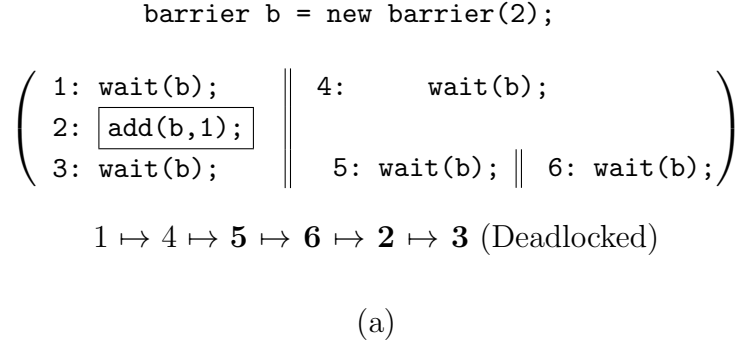 barrier b = new barrier(2);
1: wait(b); ‖ 4: wait(b);
2: add(b,1);
3: wait(b); ‖ 5: wait(b); ‖ 6: wait(b);
1 ↦ 4 ↦ 5 ↦ 6 ↦ 2 ↦ 3 (Deadlocked)
(a)